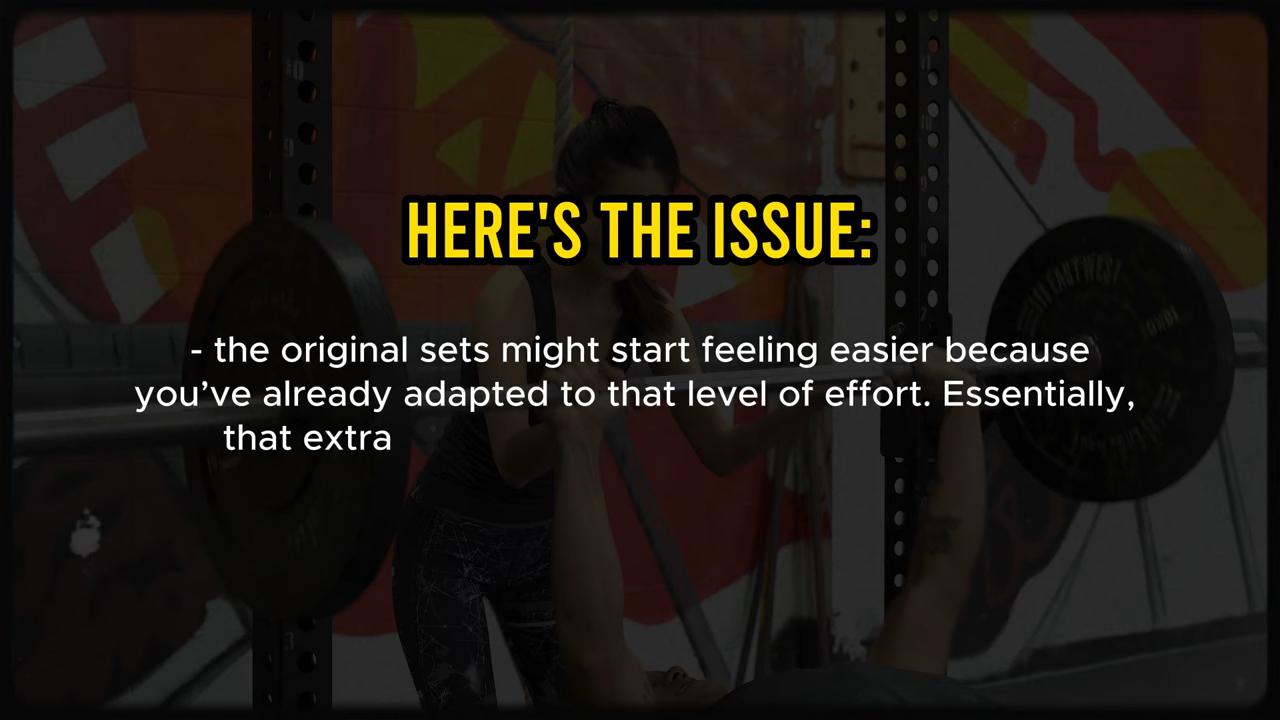 HERE'S THE ISSUE:
- the original sets might start feeling easier because
you’ve already adapted to that level of effort. Essentially,
that extra